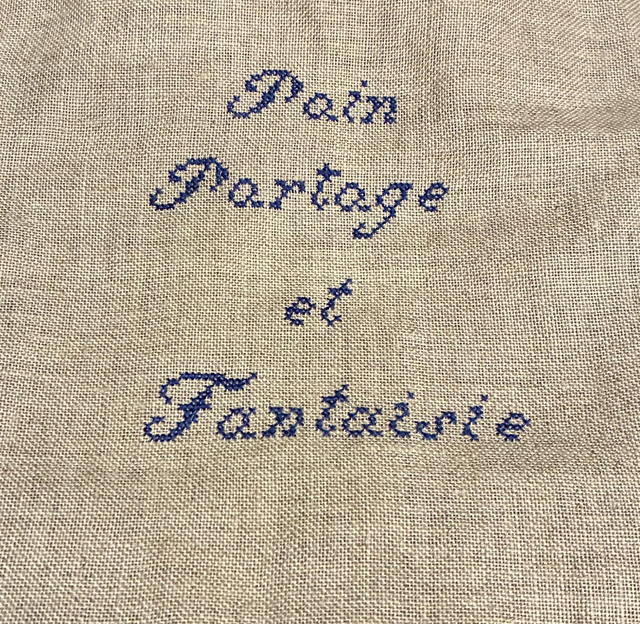 Pain
Partage
et
Fantaisie